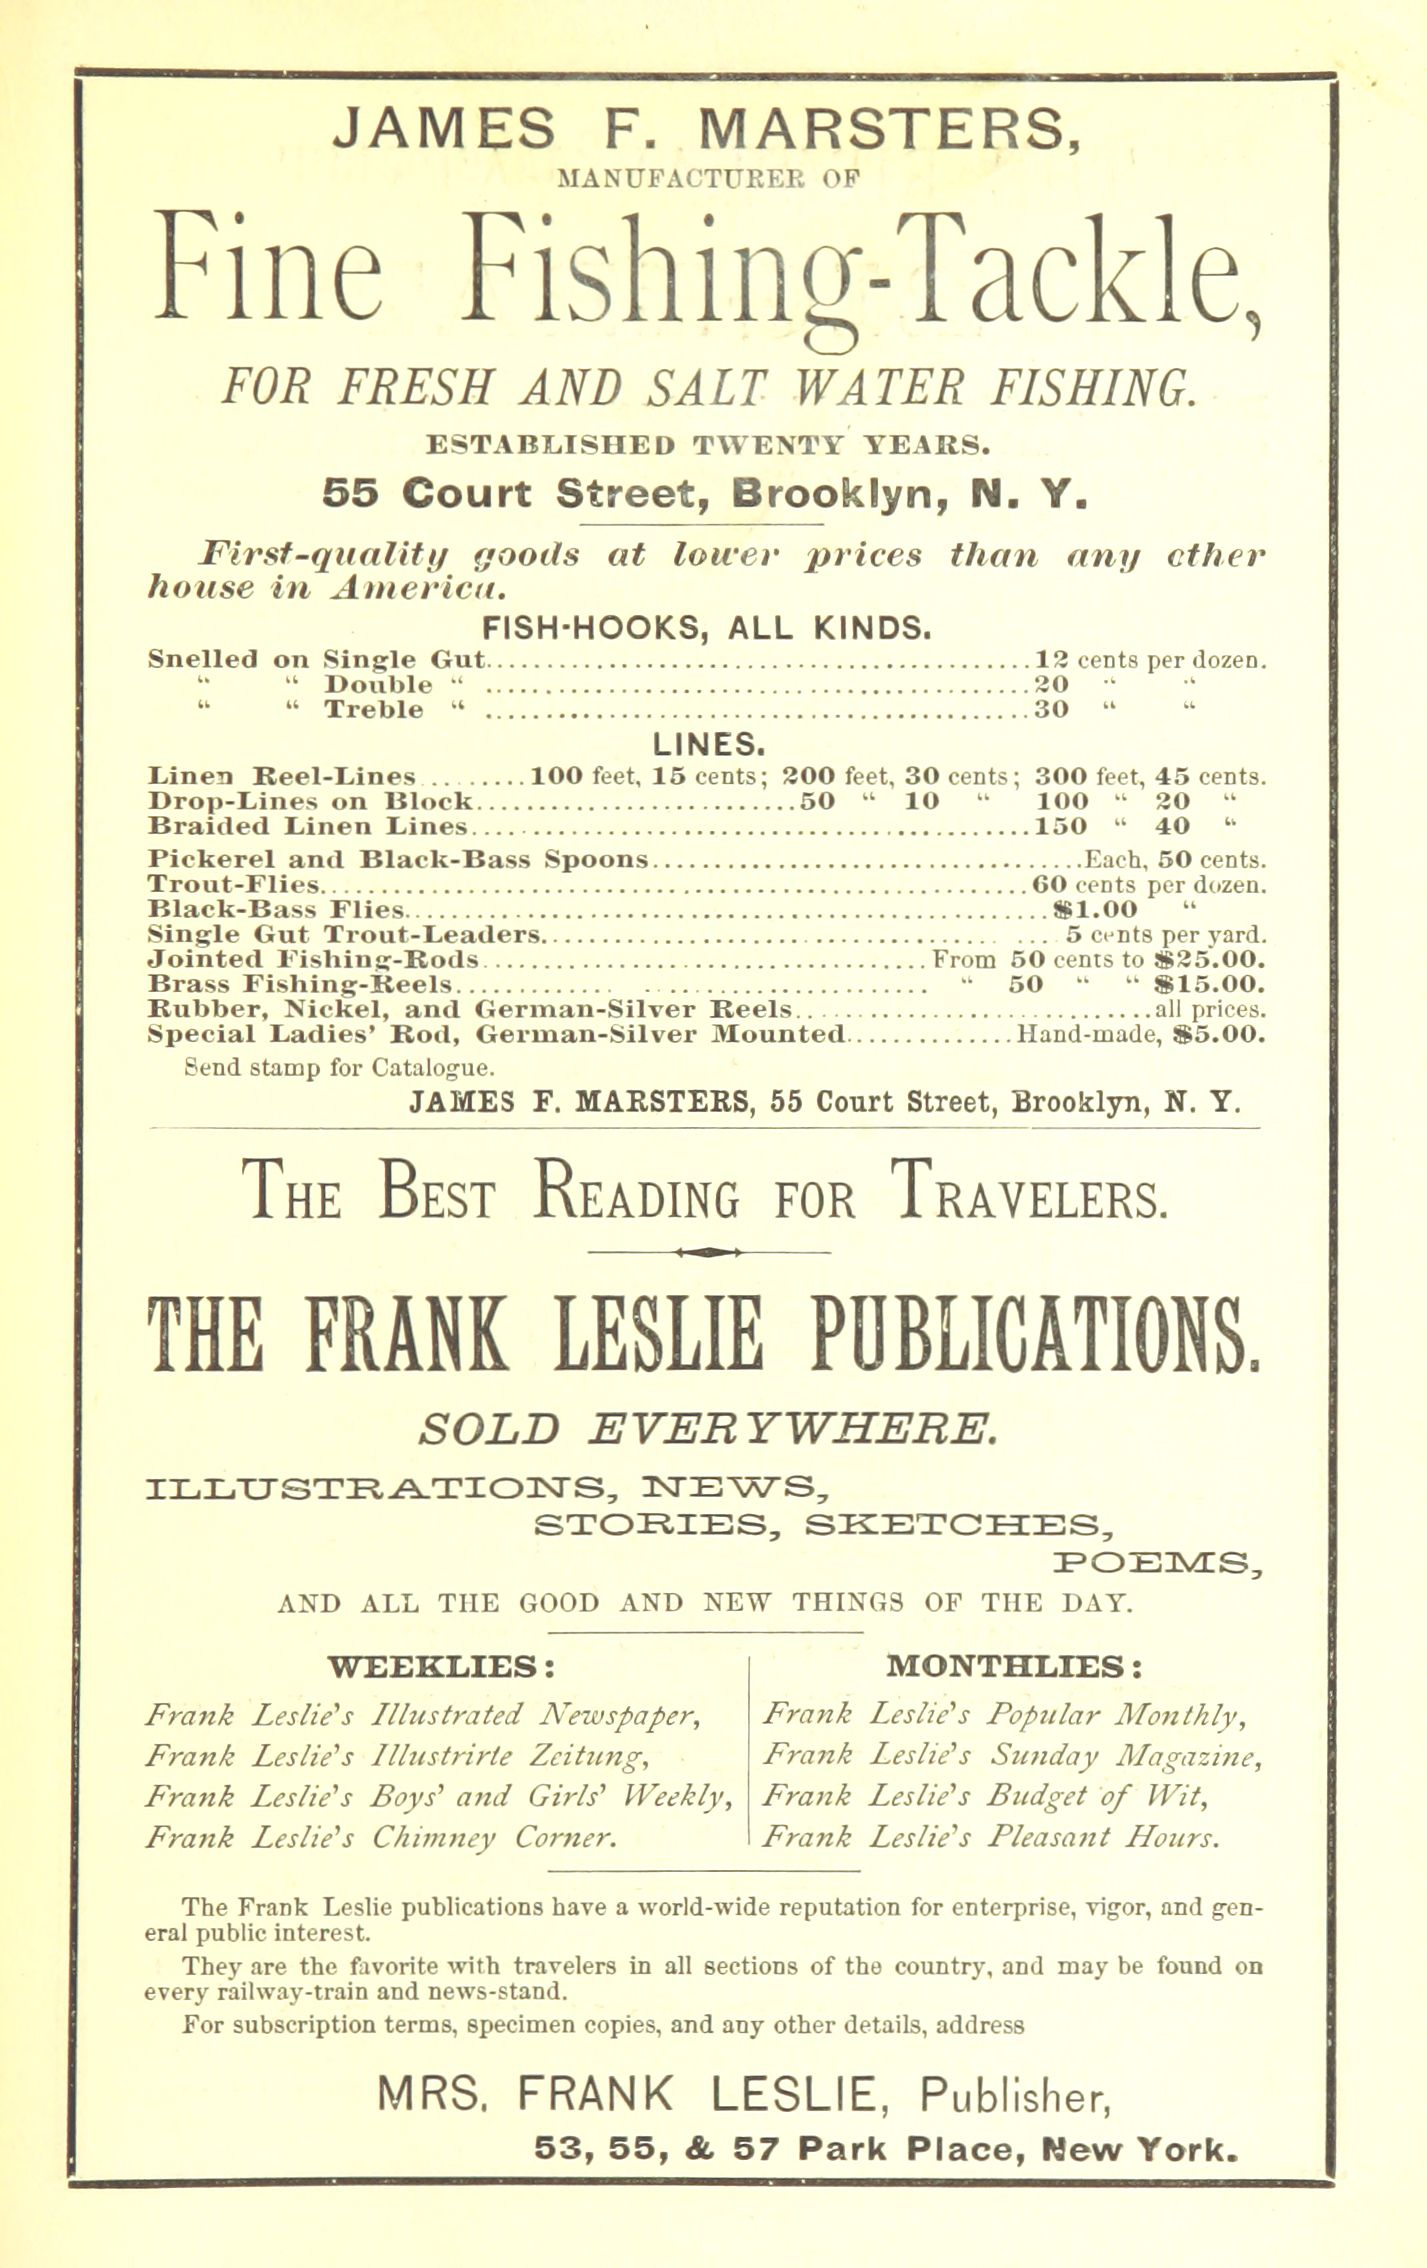 JAMES F. MARSTERS,
MANUFACTURER OF
Fine Fishing-Tackle,
FOR FRESH AND SALT WATER FISHING.
ESTABLISHED TWENTY YEARS.
55 Court Street, Brooklyn, N. Y.
First-quality goods at lower prices than any other
house in America.
FISH-HOOKS, ALL KINDS.
Snelled on Single Gut........................................12 cents per dozen.
“ “ Double “ ........................................20 “ “
“ “ Treble “ ........................................30 “ “
LINES.
Linen Reel-Lines.........100 feet, 15 cents; 200 feet, 30 cents; 300 feet, 45 cents.
Drop-Lines on Block............................50 “ 10 “ 100 “ 20 “
Braided Linen Lines........................................150 “ 40 “
Pickerel and Black-Bass Spoons...............................Each, 50 cents.
Trout-Flies........................................60 cents per dozen.
Black-Bass Flies........................................$1.00 “
Single Gut Trout-Leaders........................................5 cents per yard.
Jointed Fishing-Rods................................From 50 cents to $25.00.
Brass Fishing-Reels................................ “ 50 “ “ $15.00.
Rubber, Nickel, and German-Silver Reels............................all prices.
Special Ladies’ Rod, German-Silver Mounted.............Hand-made, $5.00.
Send stamp for Catalogue.
JAMES F. MARSTERS, 55 Court Street, Brooklyn, N. Y.
THE BEST READING FOR TRAVELERS.
THE FRANK LESLIE PUBLICATIONS.
SOLD EVERYWHERE.
ILLUSTRATIONS, NEWS,
STORIES, SKETCHES,
POEMS,
AND ALL THE GOOD AND NEW THINGS OF THE DAY.
WEEKLIES:
Frank Leslie’s Illustrated Newspaper,
Frank Leslie’s Illustrirte Zeitung,
Frank Leslie’s Boys’ and Girls’ Weekly,
Frank Leslie’s Chimney Corner.
MONTHLIES:
Frank Leslie’s Popular Monthly,
Frank Leslie’s Sunday Magazine,
Frank Leslie’s Budget of Wit,
Frank Leslie’s Pleasant Hours.
The Frank Leslie publications have a world-wide reputation for enterprise, vigor, and gen-
eral public interest.
They are the favorite with travelers in all sections of the country, and may be found on
every railway-train and news-stand.
For subscription terms, specimen copies, and any other details, address
MRS. FRANK LESLIE, Publisher,
53, 55, & 57 Park Place, New York.